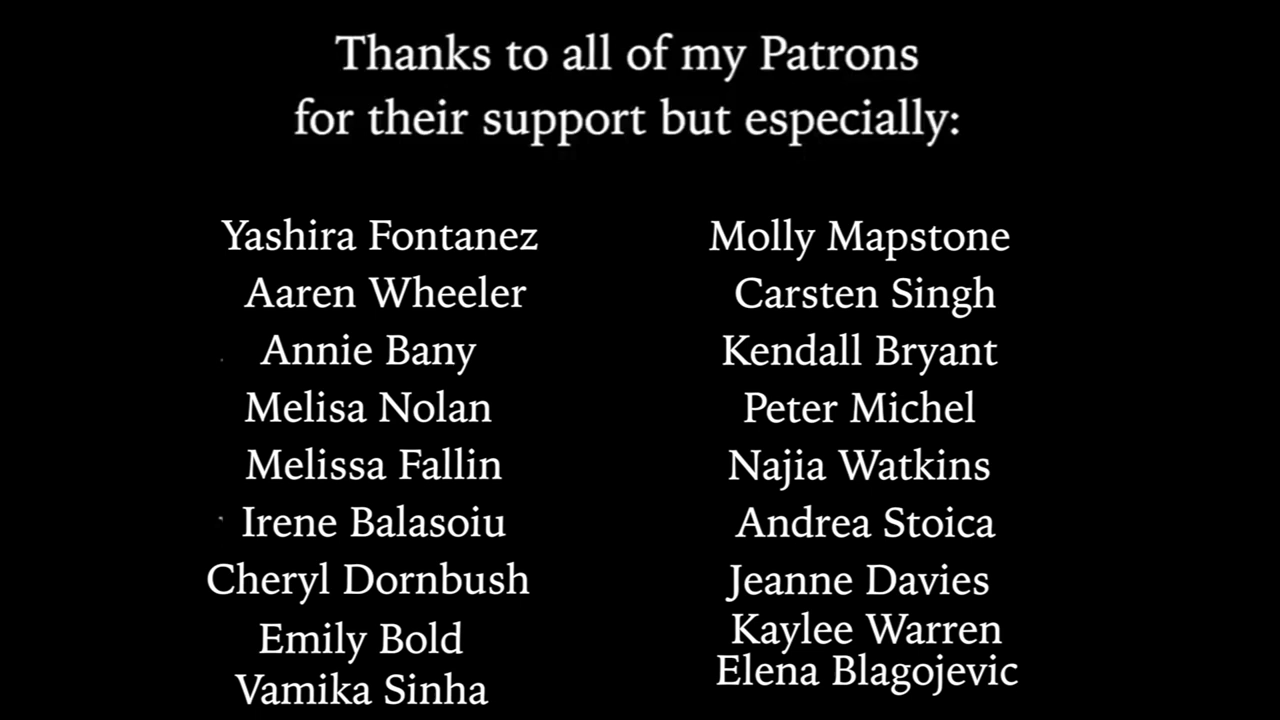 Thanks to all of my Patrons
for their support but especially:
Yashira Fontanez
Aaren Wheeler
Annie Bany
Melisa Nolan
Melissa Fallin
Irene Balasoiu
Cheryl Dornbush
Emily Bold
Vamika Sinha
Molly Mapstone
Carsten Singh
Kendall Bryant
Peter Michel
Najia Watkins
Andrea Stoica
Jeanne Davies
Kaylee Warren
Elena Blagojevic